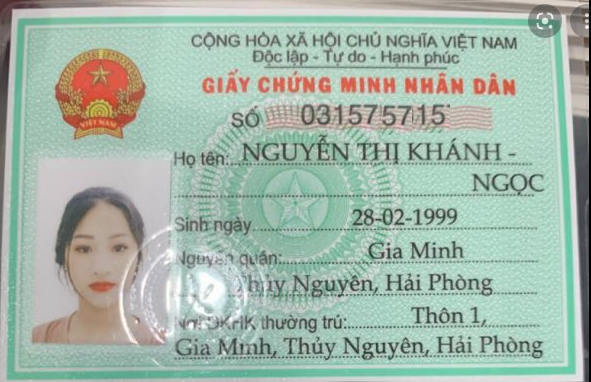 CỘNG HÒA XÃ HỘI CHỦ NGHĨA VIỆT NAM
Độc lập - Tự do - Hạnh phúc
GIẤY CHỨNG MINH NHÂN DÂN
SỐ 031575715
Họ tên: NGUYỄN THỊ KHÁNH -
NGỌC
Sinh ngày 28-02-1999
Nguyên quán: Gia Minh
Thủy Nguyên, Hải Phòng
Nơi ĐKHK thường trú: Thôn 1,
Gia Minh, Thủy Nguyên, Hải Phòng
VIỆT NAM